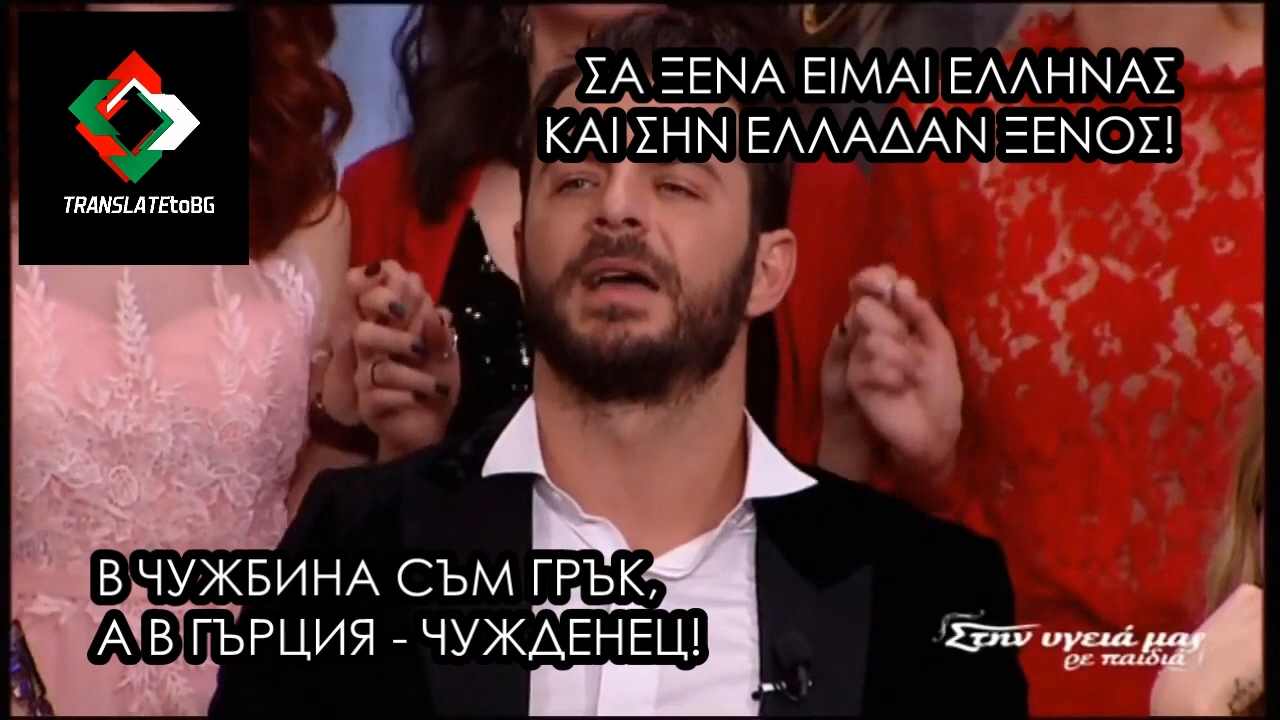 TRANSLATEtoBG
ΣΑ ΞΕΝΑ ΕΙΜΑΙ ΕΛΛΗΝΑΣ
ΚΑΙ ΣΗΝ ΕΛΛΑΔΑΝ ΞΕΝΟΣ!
В ЧУЖБИНА СЪМ ГРЪК,
А В ГЪРЦИЯ - ЧУЖДЕНЕЦ!
Στην υγειά μας
ρε παιδιά